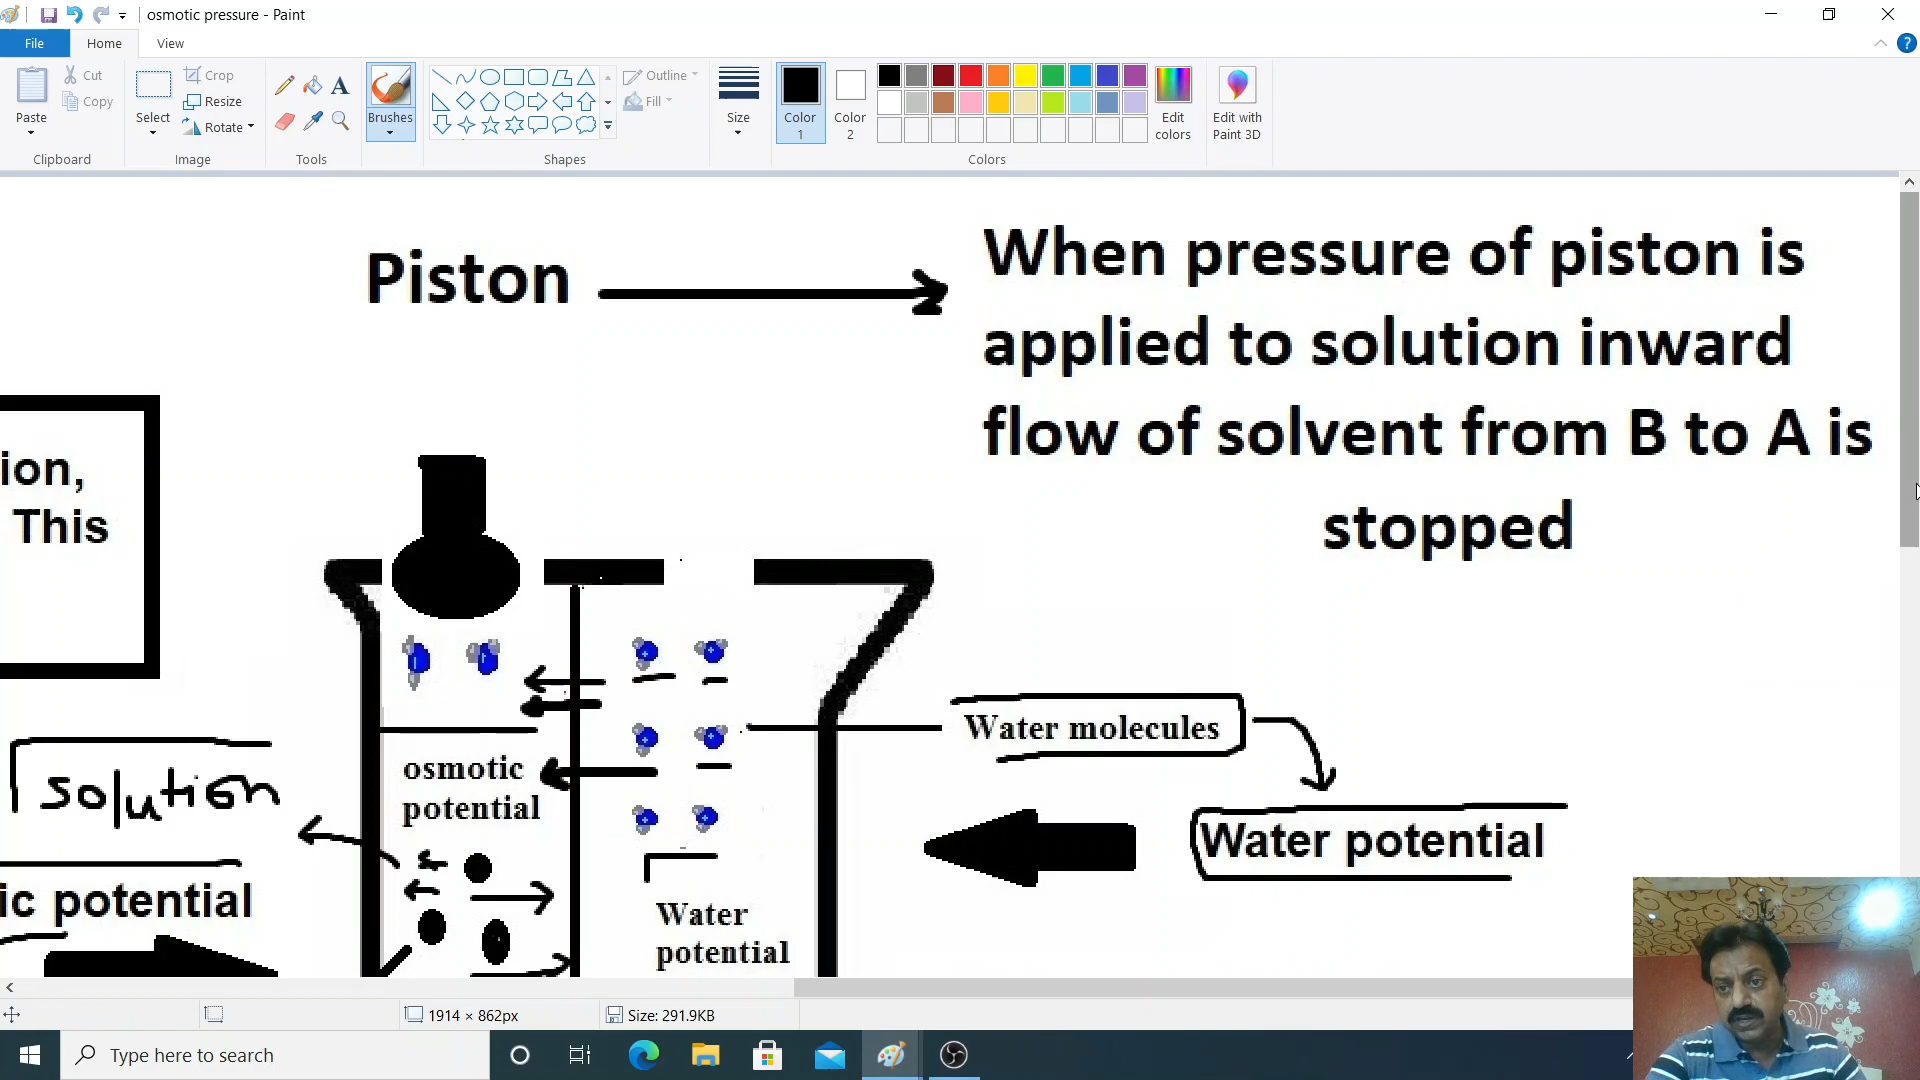 osmotic pressure - Paint
File Home View
Paste
Cut
Copy
Clipboard
Select
Crop
Resize
Rotate
Image
Tools
Brushes
Outline
Fill
Shapes
Size
Color 1
Color 2
Colors
Edit colors
Edit with Paint 3D
Piston
When pressure of piston is
applied to solution inward
flow of solvent from B to A is
stopped
ion,
This
Solution
osmotic
potential
Water molecules
Water potential
ic potential
Water
potential
1914 × 862px
Size: 291.9KB
Type here to search